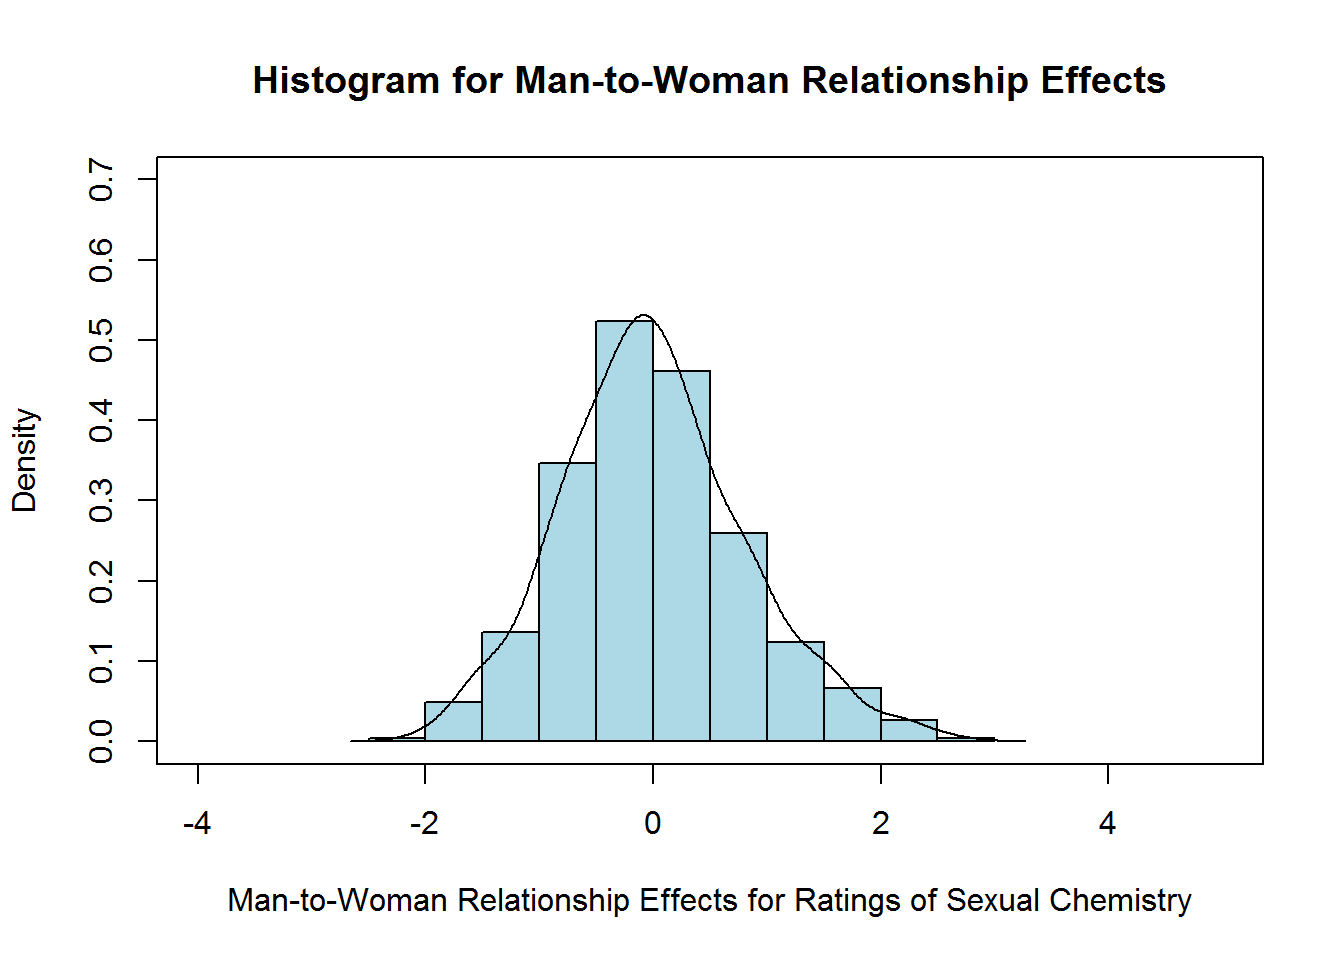 Histogram for Man-to-Woman Relationship Effects
0.7
0.6
0.5
0.4
0.3
0.2
0.1
0.0
Density
-4 -2 0 2 4
Man-to-Woman Relationship Effects for Ratings of Sexual Chemistry